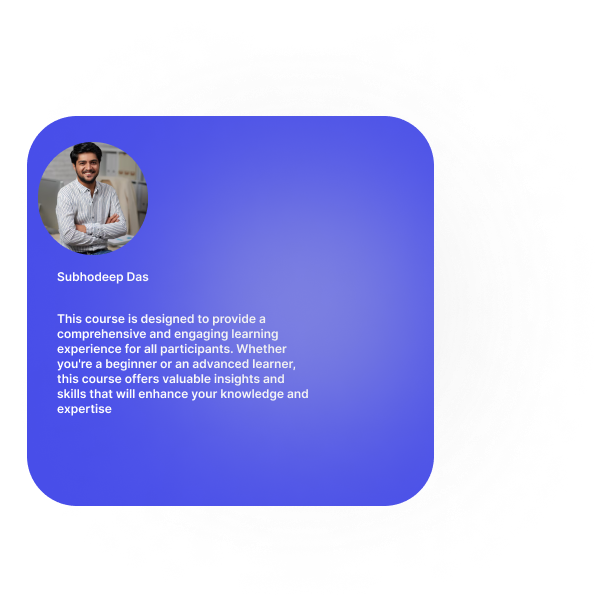 Subhodeep Das
This course is designed to provide a
comprehensive and engaging learning
experience for all participants. Whether
you're a beginner or an advanced learner,
this course offers valuable insights and
skills that will enhance your knowledge and
expertise